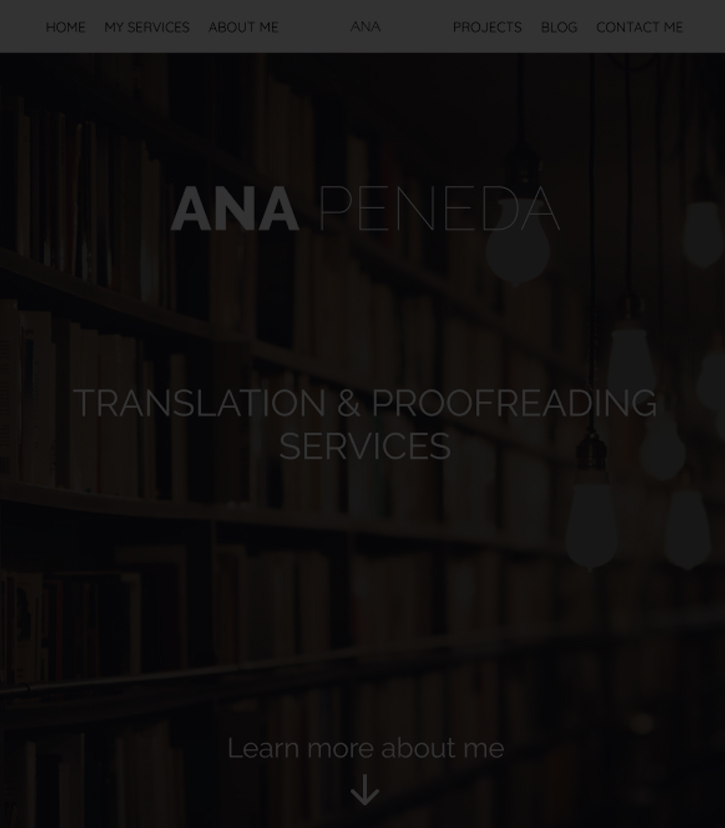 HOME MY SERVICES ABOUT ME ANA PROJECTS BLOG CONTACT ME
ANA PENEDA
TRANSLATION & PROOFREADING
SERVICES
Learn more about me